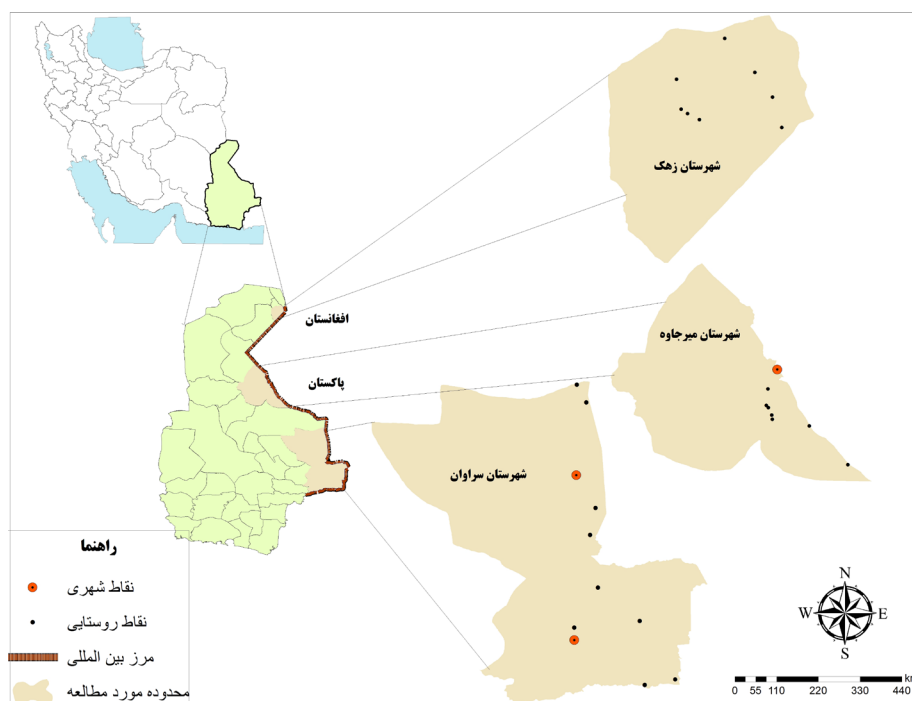 شهرستان زهک
افغانستان
شهرستان میرجاوه
پاکستان
شهرستان سراوان
راهنما
نقاط شهری
نقاط روستایی
مرز بین المللی
محدوده مورد مطالعه
N
W E
S
km
0 55 110 220 330 440